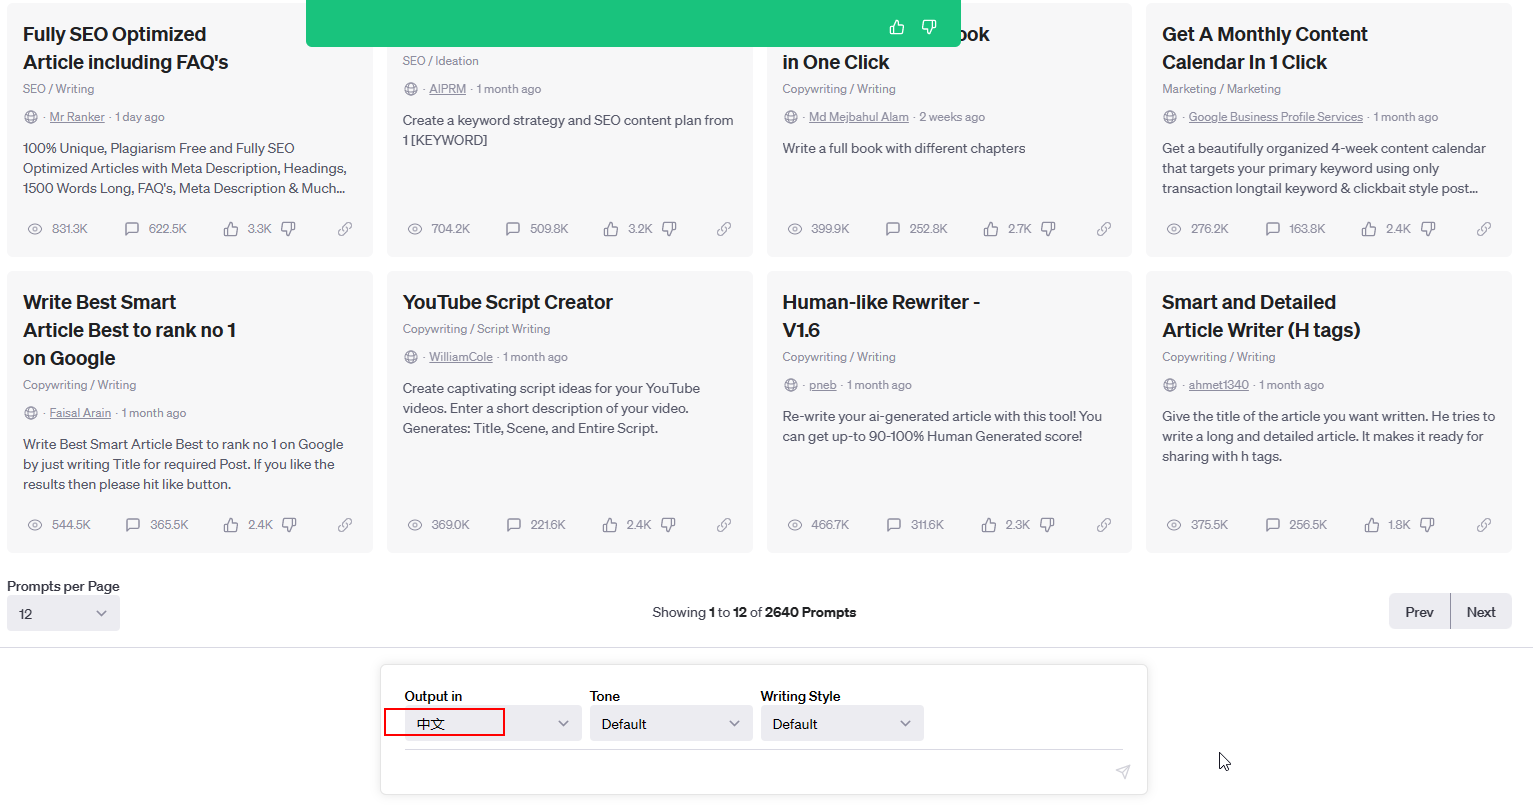 Fully SEO Optimized
Article including FAQ's
SEO / Writing
· Mr Ranker · 1 day ago
100% Unique, Plagiarism Free and Fully SEO
Optimized Articles with Meta Description, Headings,
1500 Words Long, FAQ's, Meta Description & Much...
831.3K 622.5K 3.3K
SEO / Ideation
· AIPRM · 1 month ago
Create a keyword strategy and SEO content plan from
1 [KEYWORD]
704.2K 509.8K 3.2K
in One Click
Copywriting / Writing
· Md Mejbahul Alam · 2 weeks ago
Write a full book with different chapters
399.9K 252.8K 2.7K
Get A Monthly Content
Calendar In 1 Click
Marketing / Marketing
· Google Business Profile Services · 1 month ago
Get a beautifully organized 4-week content calendar
that targets your primary keyword using only
transaction longtail keyword & clickbait style post...
276.2K 163.8K 2.4K
Write Best Smart
Article Best to rank no 1
on Google
Copywriting / Writing
· Faisal Arain · 1 month ago
Write Best Smart Article Best to rank no 1 on Google
by just writing Title for required Post. If you like the
results then please hit like button.
544.5K 365.5K 2.4K
YouTube Script Creator
Copywriting / Script Writing
· WilliamCole · 1 month ago
Create captivating script ideas for your YouTube
videos. Enter a short description of your video.
Generates: Title, Scene, and Entire Script.
369.0K 221.6K 2.4K
Human-like Rewriter -
V1.6
Copywriting / Writing
· pneb · 1 month ago
Re-write your ai-generated article with this tool! You
can get up-to 90-100% Human Generated score!
466.7K 311.6K 2.3K
Smart and Detailed
Article Writer (H tags)
Copywriting / Writing
· ahmet1340 · 1 month ago
Give the title of the article you want written. He tries to
write a long and detailed article. It makes it ready for
sharing with h tags.
375.5K 256.5K 1.8K
Prompts per Page
12
Showing 1 to 12 of 2640 Prompts
Prev Next
Output in Tone Writing Style
中文 Default Default